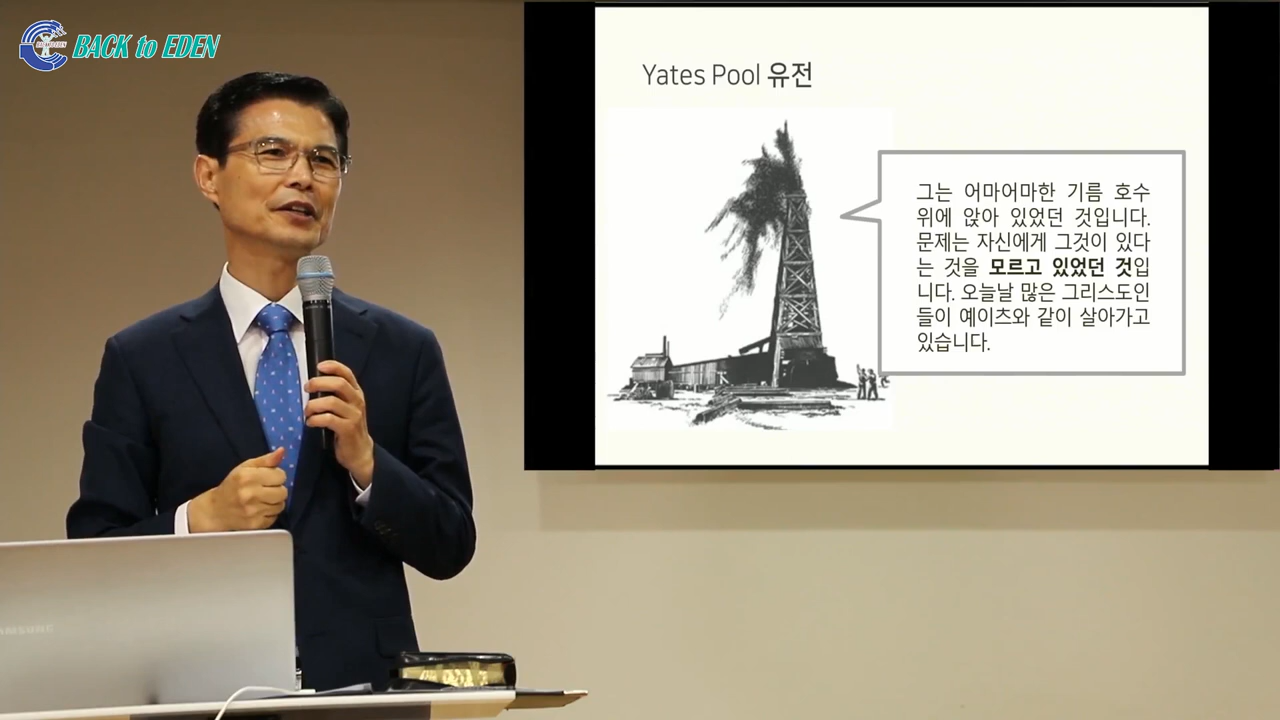 BACK to EDEN
Yates Pool 유전
그는 어마어마한 기름 호수
위에 앉아 있었던 것입니다.
문제는 자신에게 그것이 있다
는 것을 모르고 있었던 것입
니다. 오늘날 많은 그리스도인
들이 예이츠와 같이 살아가고
있습니다.